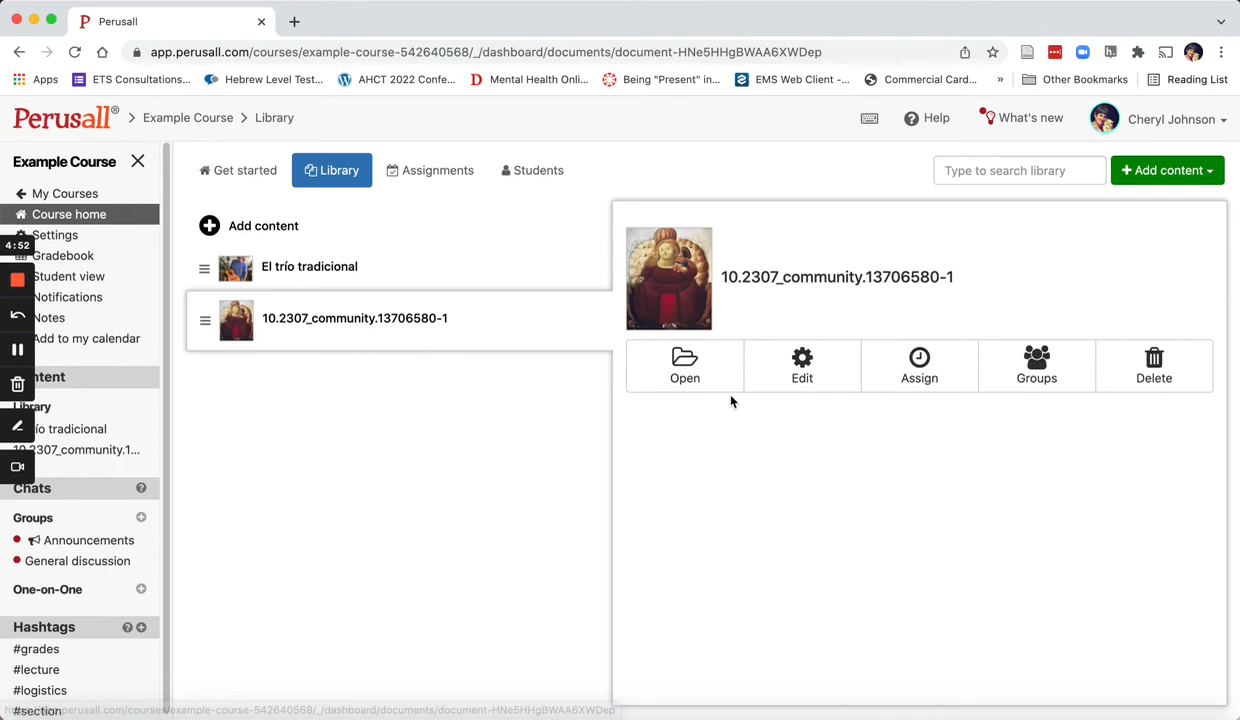 Perusall
app.perusall.com/courses/example-course-542640568/_/dashboard/documents/document-HNe5HHgBWAA6XWDep
Apps ETS Consultations... Hebrew Level Test... AHCT 2022 Confe... Mental Health Onli... Being "Present" in... EMS Web Client -... Commercial Card... » Other Bookmarks Reading List
Perusall® Example Course Library Help What's new Cheryl Johnson
Example Course
My Courses
Course home
Settings
Gradebook
Student view
Notifications
Notes
Add to my calendar
4:52
Library
ío tradicional
2307_community.1...
Chats
Groups
Announcements
General discussion
One-on-One
Hashtags
#grades
#lecture
#logistics
#section
Get started Library Assignments Students Type to search library Add content
Add content
El trío tradicional
10.2307_community.13706580-1
10.2307_community.13706580-1
Open Edit Assign Groups Delete